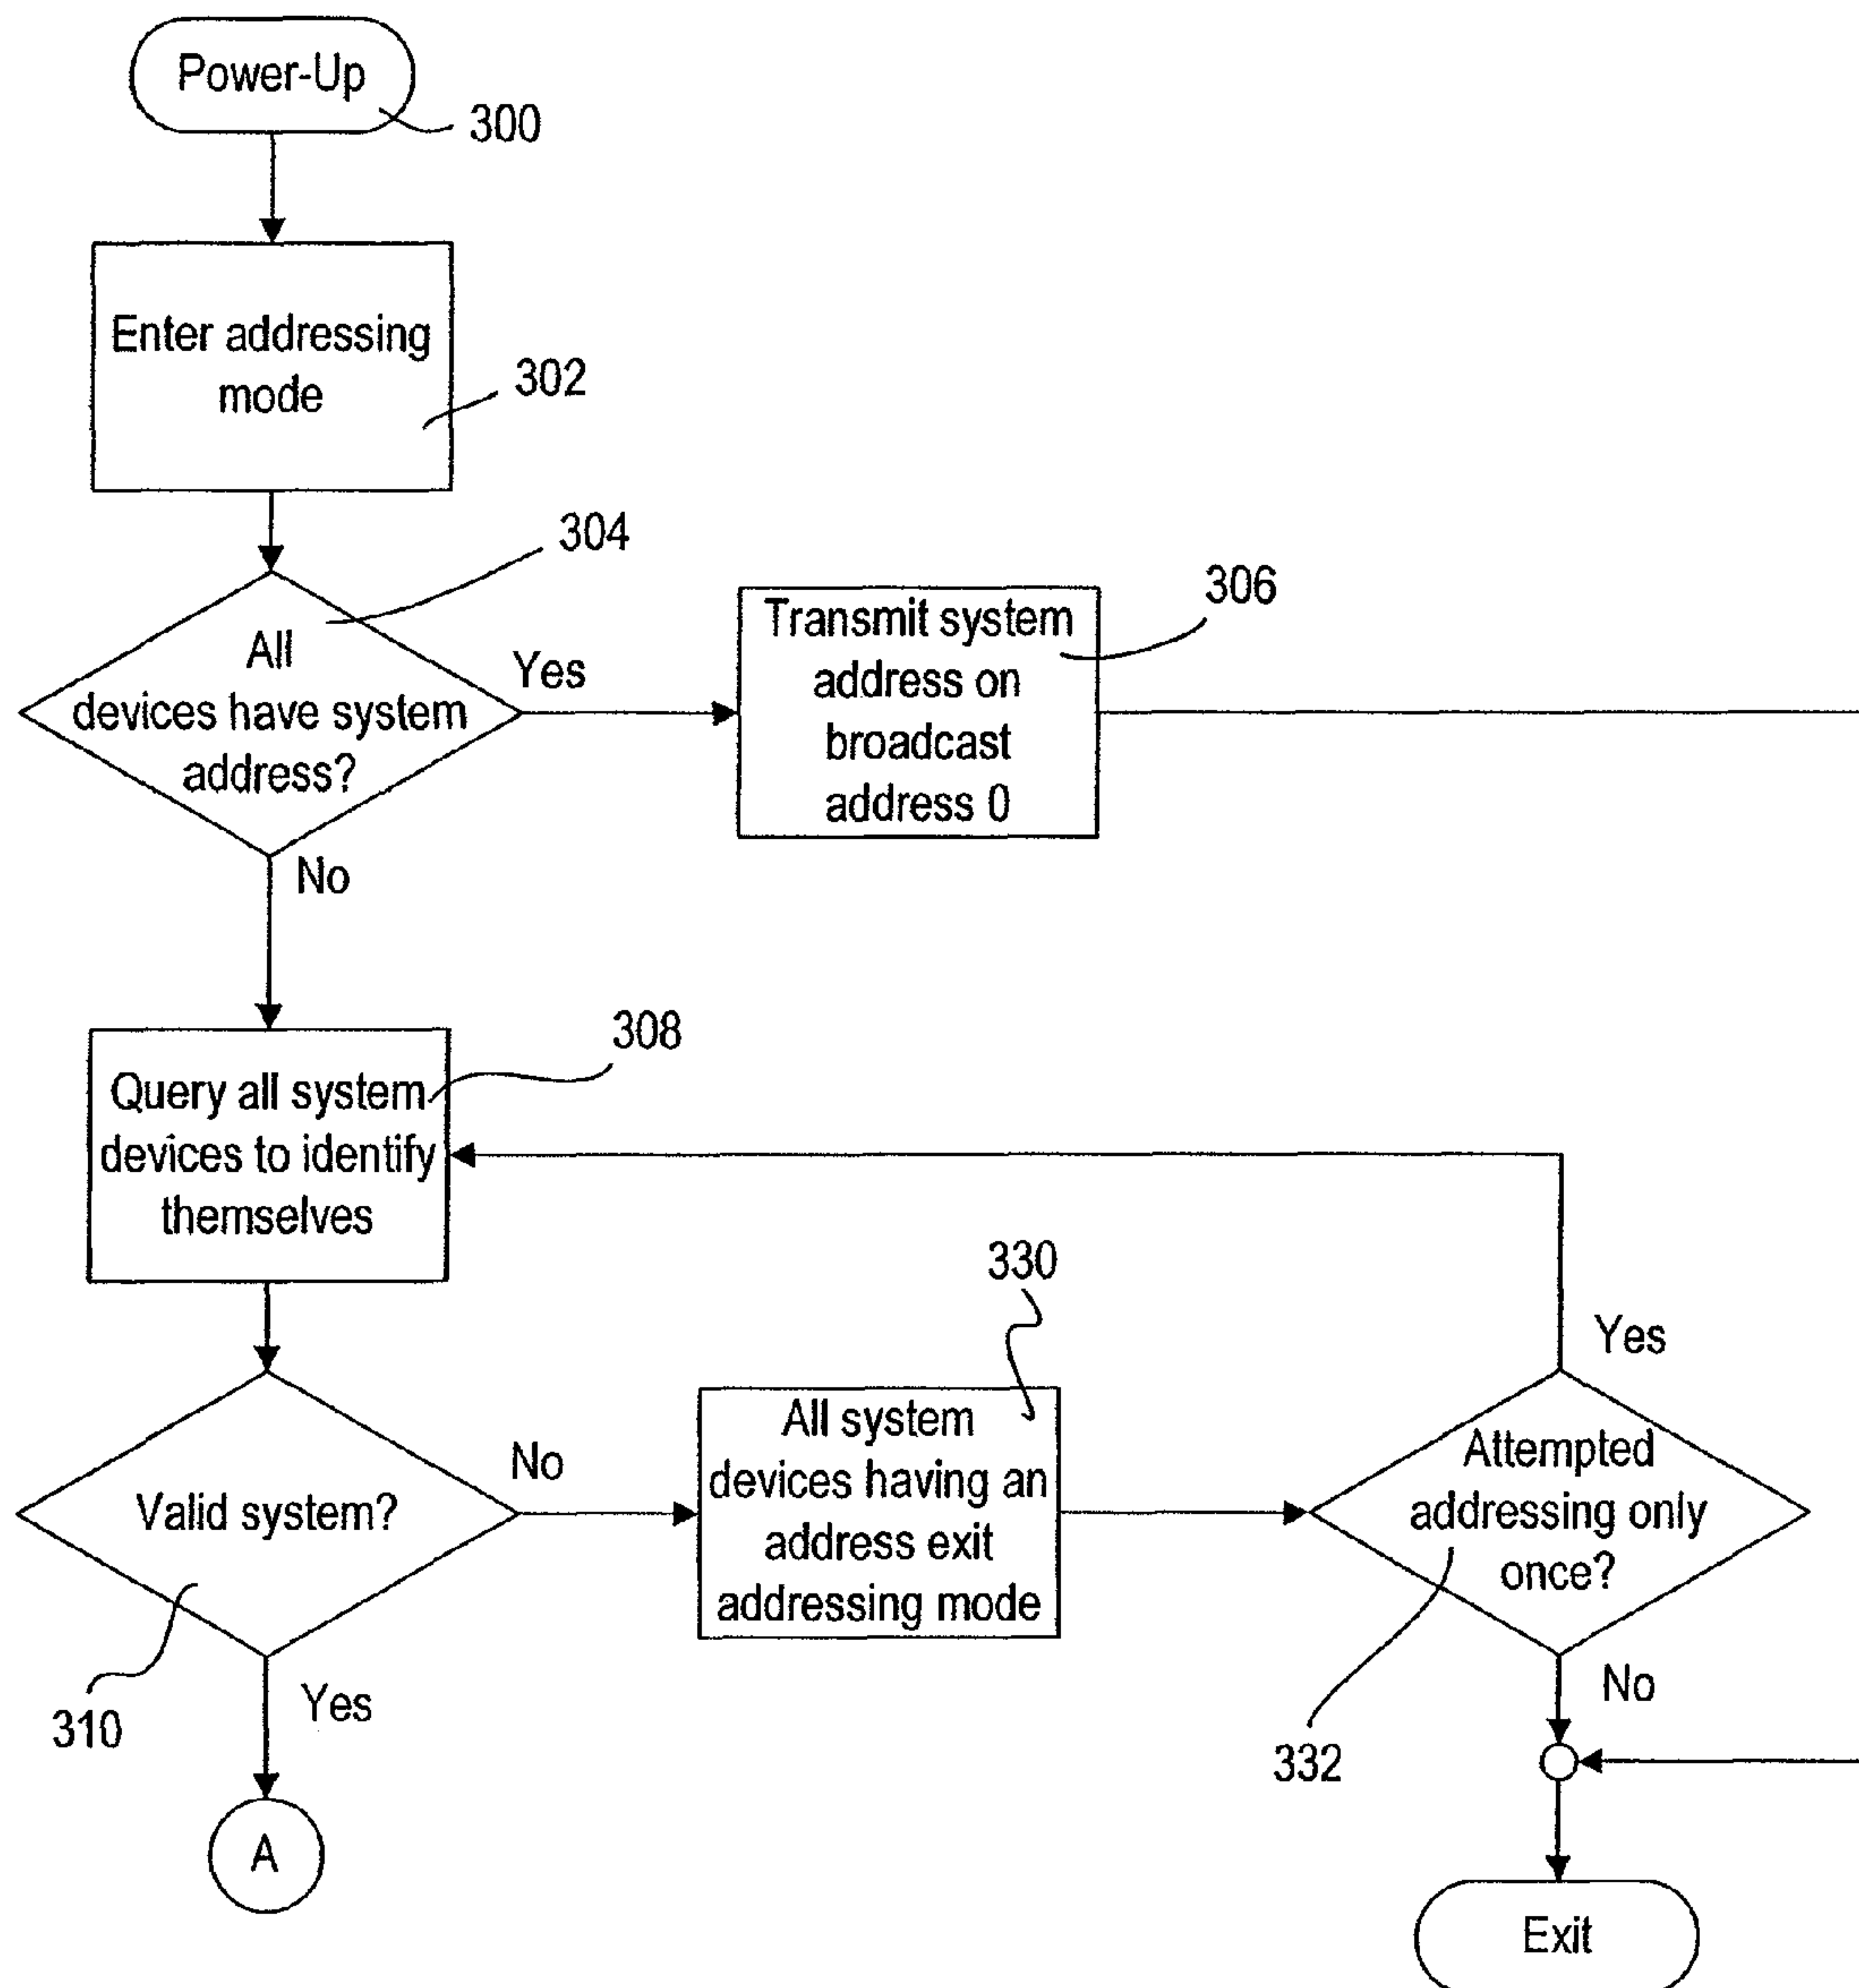 Power-Up
300
Enter addressing
mode
302
304
All
devices have system
address?
Yes
No
306
Transmit system
address on
broadcast
address 0
308
Query all system
devices to identify
themselves
330
Valid system?
No
Yes
310
All system
devices having an
address exit
addressing mode
Yes
Attempted
addressing only
once?
No
332
A
Exit